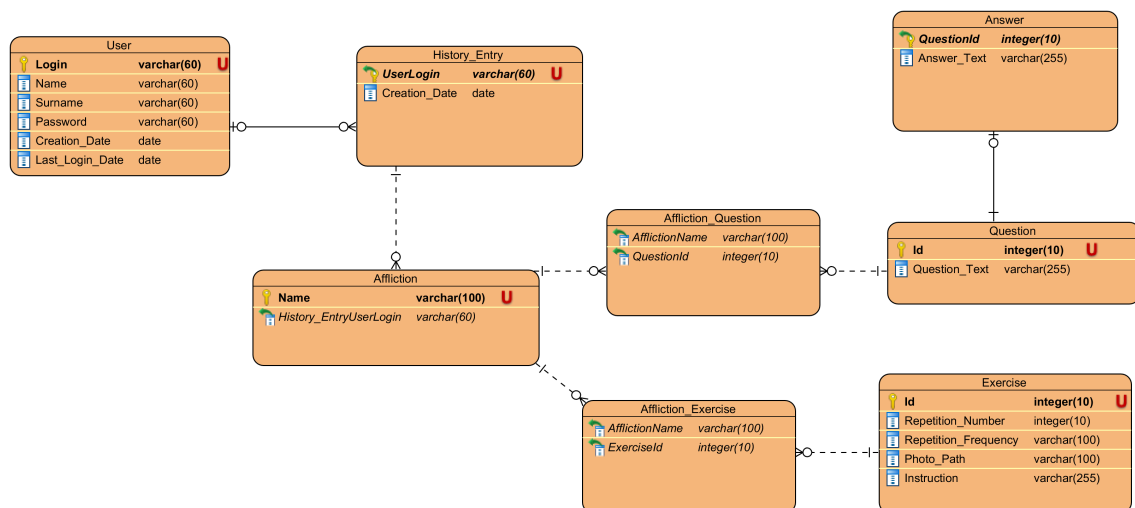 User
Login varchar(60) U
Name varchar(60)
Surname varchar(60)
Password varchar(60)
Creation_Date date
Last_Login_Date date
History_Entry
UserLogin varchar(60) U
Creation_Date date
Answer
QuestionId integer(10)
Answer_Text varchar(255)
Affliction_Question
AfflictionName varchar(100)
QuestionId integer(10)
Question
Id integer(10) U
Question_Text varchar(255)
Affliction
Name varchar(100) U
History_EntryUserLogin varchar(60)
Affliction_Exercise
AfflictionName varchar(100)
ExerciseId integer(10)
Exercise
Id integer(10) U
Repetition_Number integer(10)
Repetition_Frequency varchar(100)
Photo_Path varchar(100)
Instruction varchar(255)